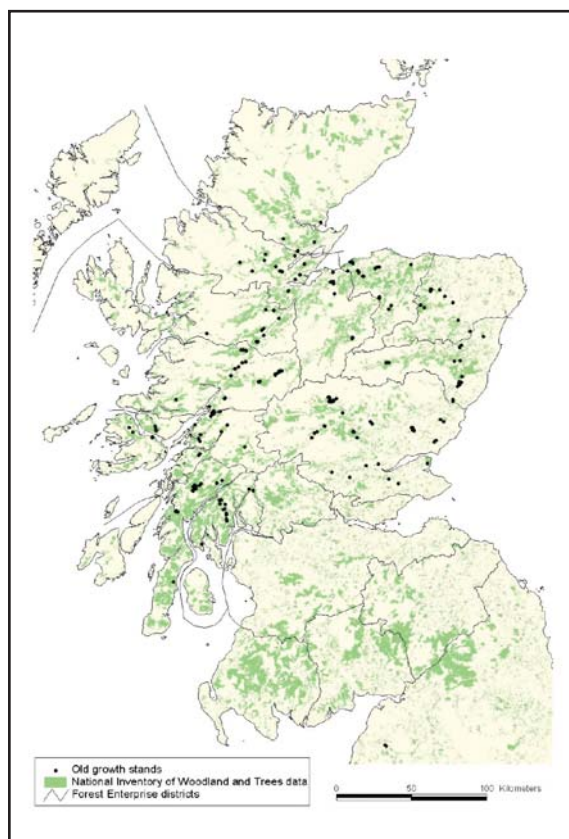 Old growth stands
National Inventory of Woodland and Trees data
Forest Enterprise districts
0 50 100 Kilometers